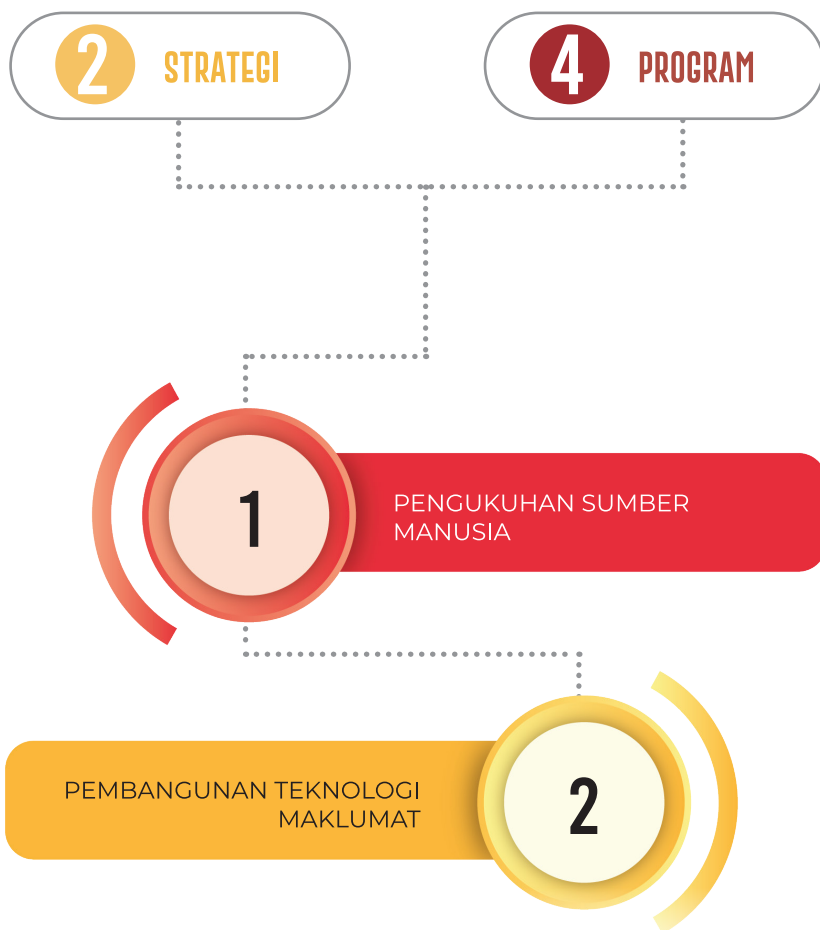 2 STRATEGI
4 PROGRAM
1
PENGUKUHAN SUMBER
MANUSIA
PEMBANGUNAN TEKNOLOGI
MAKLUMAT
2